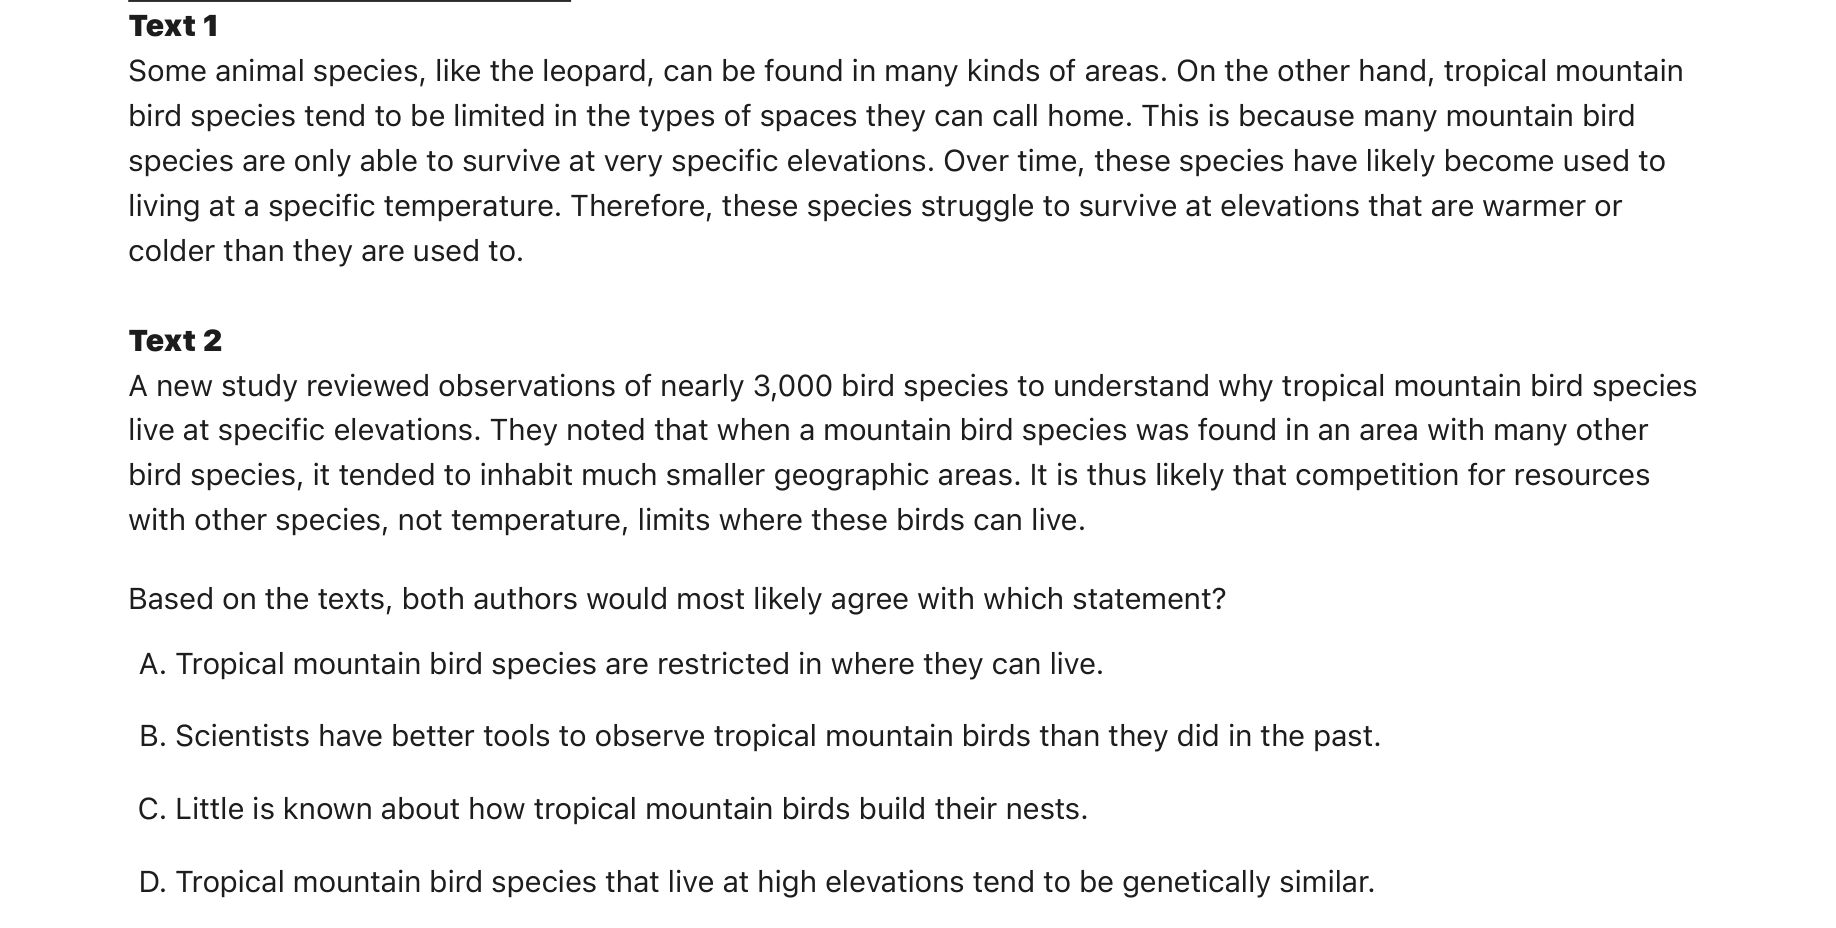 Text 1
Some animal species, like the leopard, can be found in many kinds of areas. On the other hand, tropical mountain
bird species tend to be limited in the types of spaces they can call home. This is because many mountain bird
species are only able to survive at very specific elevations. Over time, these species have likely become used to
living at a specific temperature. Therefore, these species struggle to survive at elevations that are warmer or
colder than they are used to.
Text 2
A new study reviewed observations of nearly 3,000 bird species to understand why tropical mountain bird species
live at specific elevations. They noted that when a mountain bird species was found in an area with many other
bird species, it tended to inhabit much smaller geographic areas. It is thus likely that competition for resources
with other species, not temperature, limits where these birds can live.
Based on the texts, both authors would most likely agree with which statement?
A. Tropical mountain bird species are restricted in where they can live.
B. Scientists have better tools to observe tropical mountain birds than they did in the past.
C. Little is known about how tropical mountain birds build their nests.
D. Tropical mountain bird species that live at high elevations tend to be genetically similar.